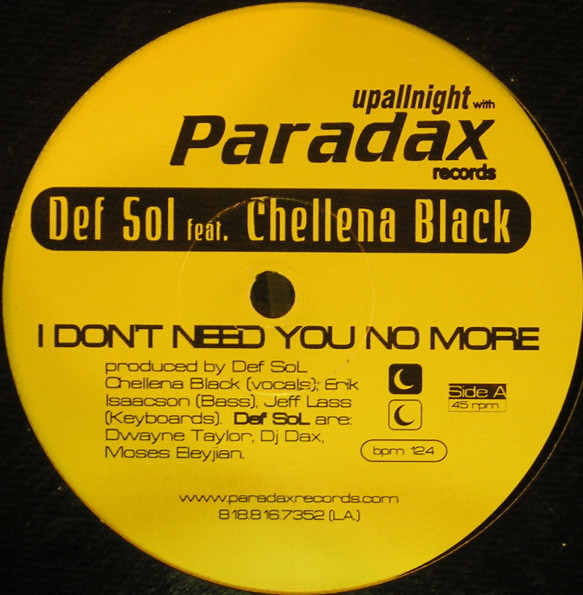 upallnight with
Paradax
records
Def Sol feat. Chellena Black
I DON'T NEED YOU NO MORE
produced by Def SoL
Chellena Black (vocals); Erik
Isaacson (Bass), Jeff Lass
(Keyboards). Def SoL are:
Dwayne Taylor, Dj Dax,
Moses Eleyjian.
Side A
45 rpm
bpm 124
www.paradaxrecords.com
818.816.7352 (LA)